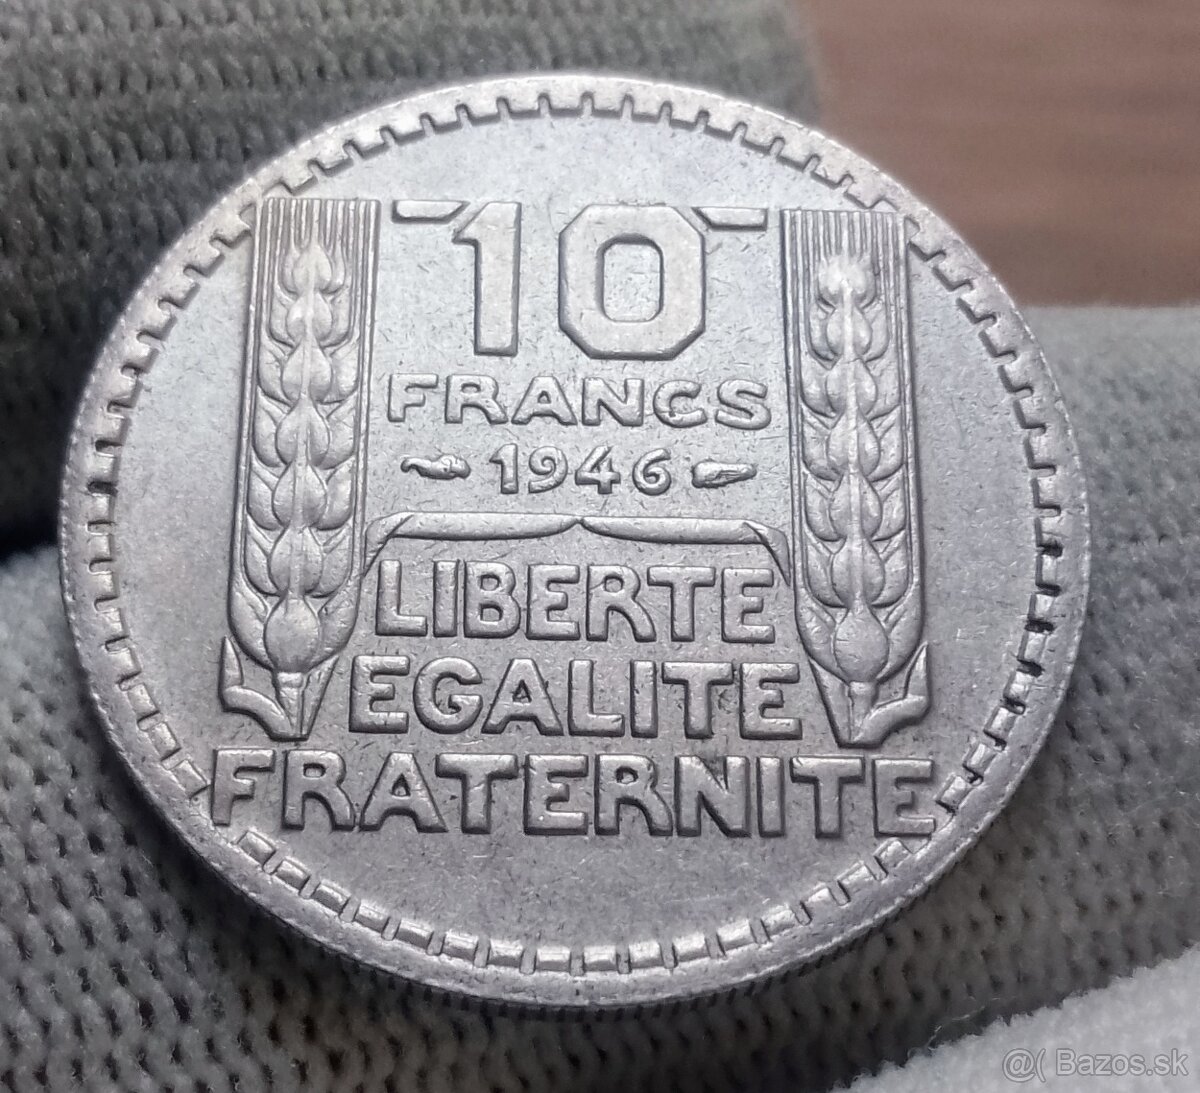 10
FRANCS
1946
LIBERTE
EGALITE
FRATERNITE
@( Bazos.sk